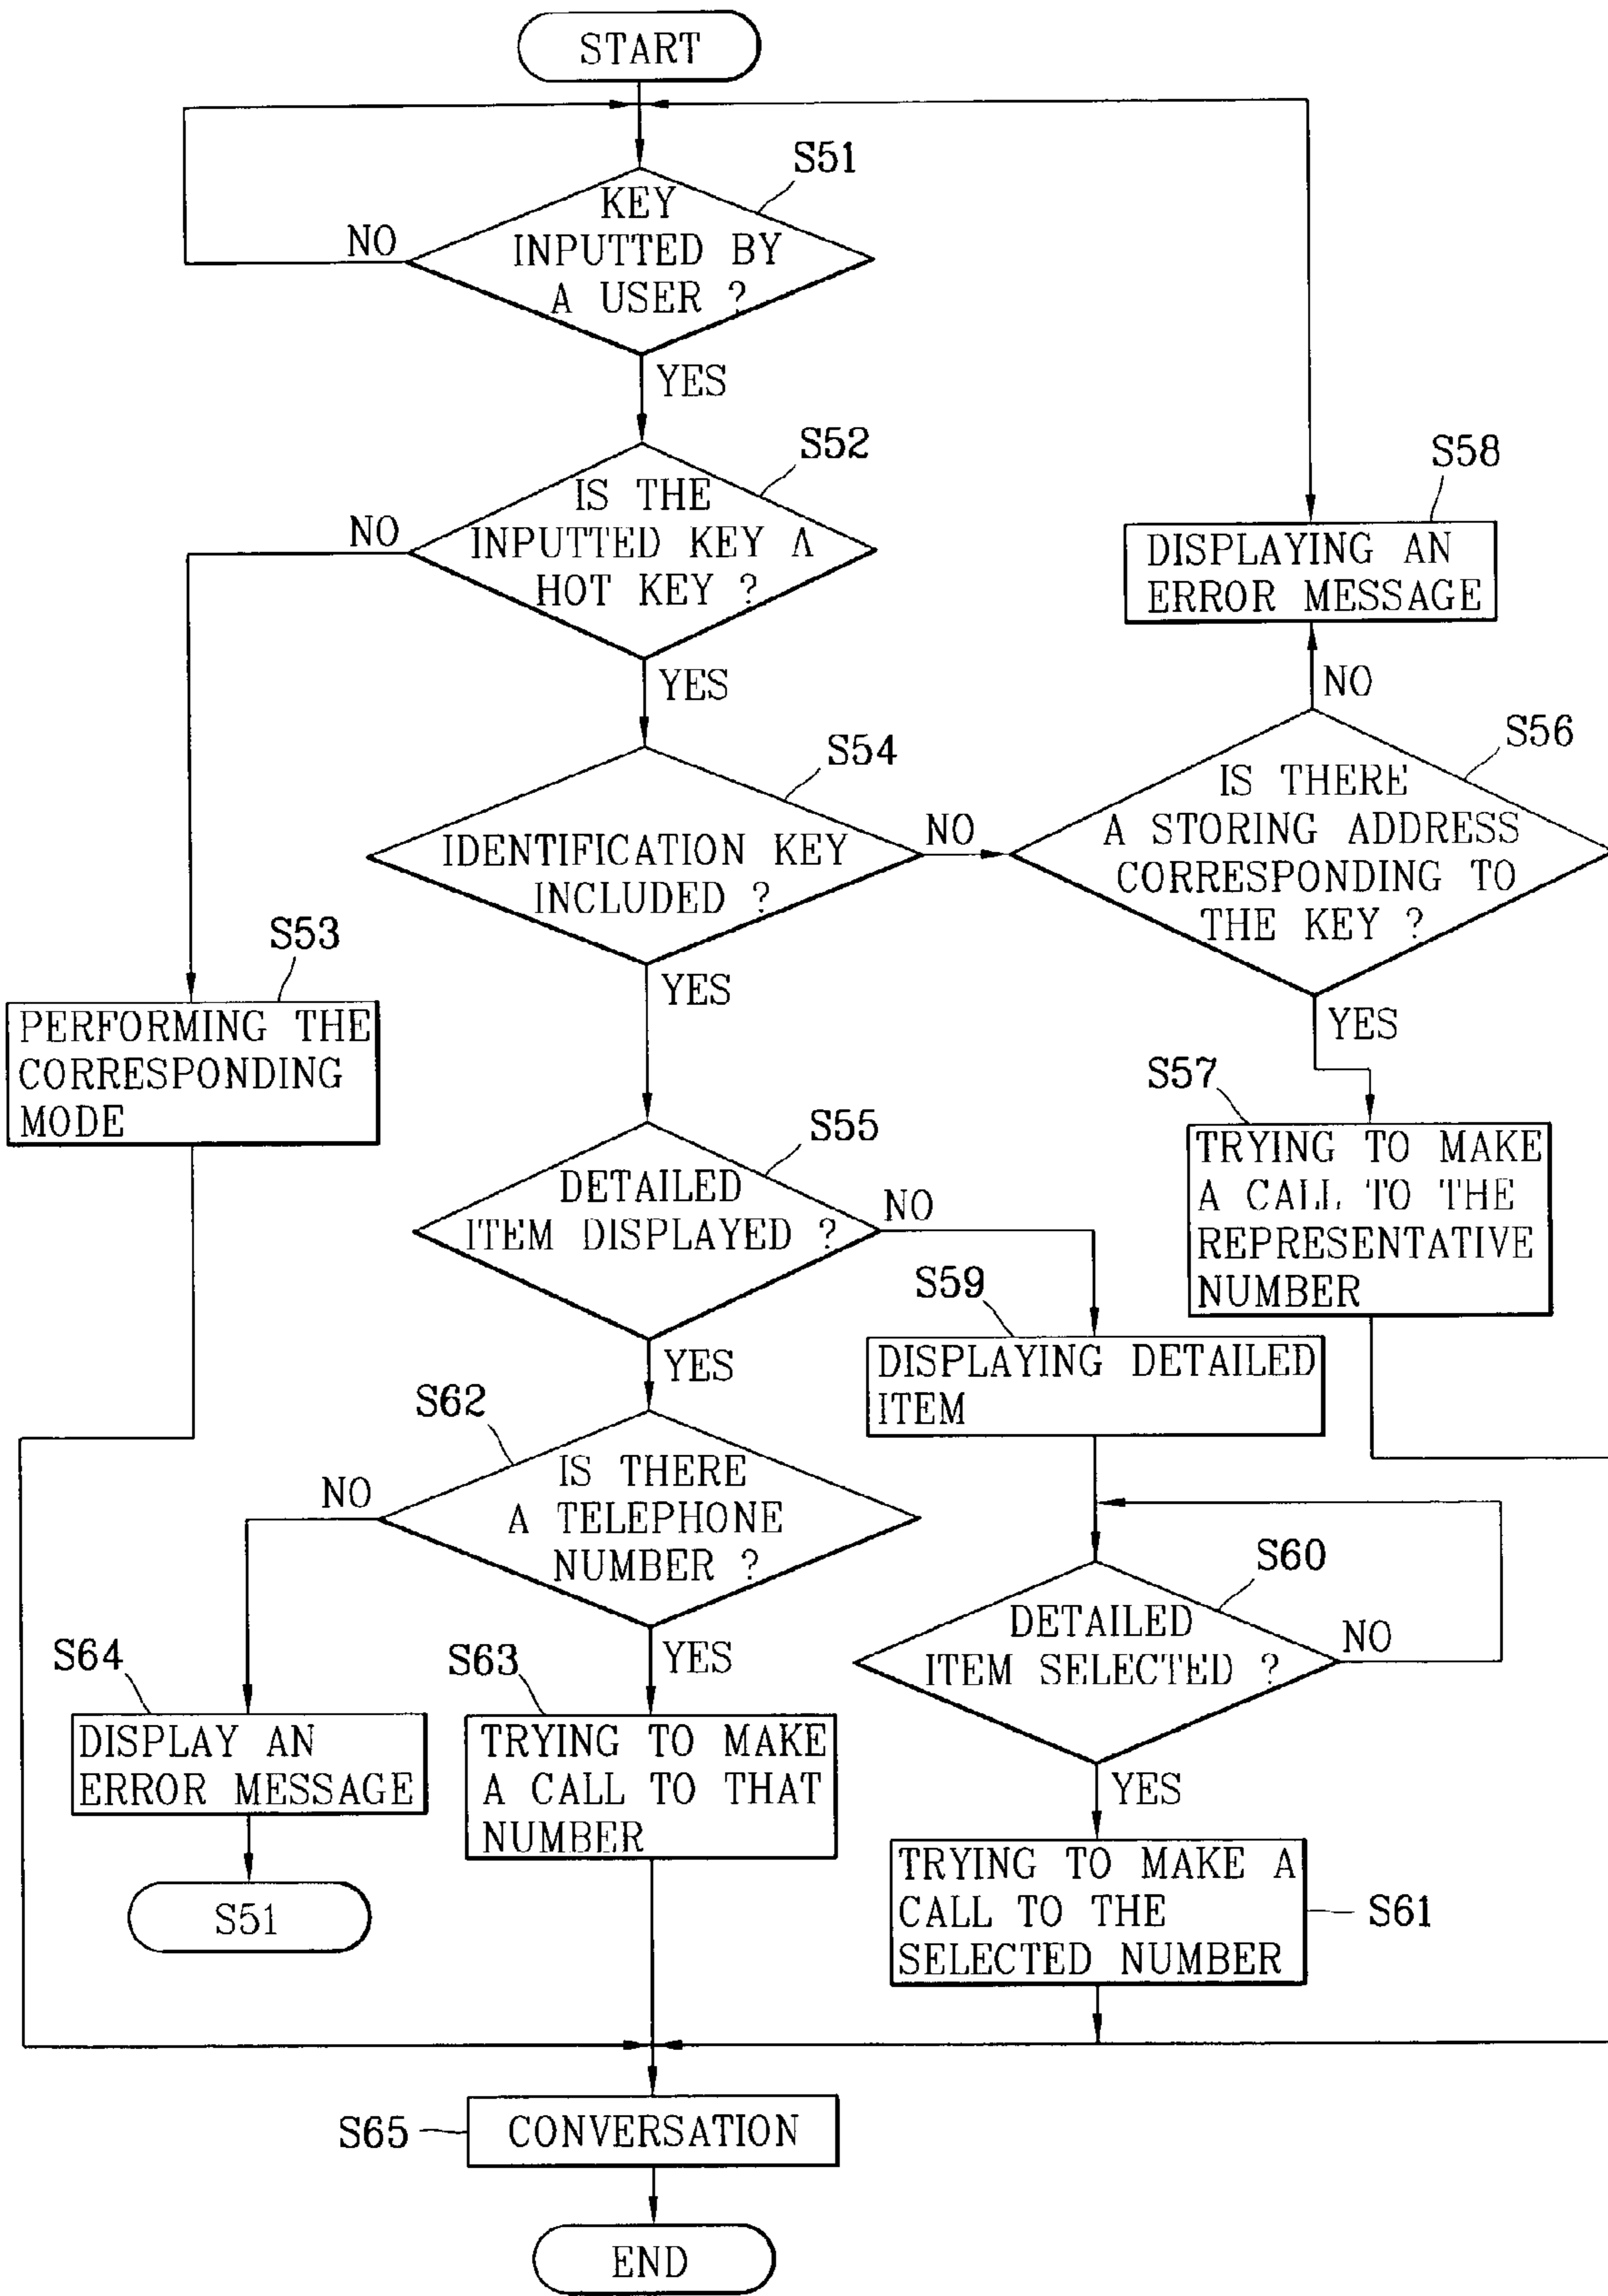 START
S51
KEY
INPUTTED BY
A USER ?
NO
YES
S52
IS THE
INPUTTED KEY A
HOT KEY ?
NO
YES
S58
DISPLAYING AN
ERROR MESSAGE
NO
S54
IDENTIFICATION KEY
INCLUDED ?
NO
YES
S56
IS THERE
A STORING ADDRESS
CORRESPONDING TO
THE KEY ?
YES
S53
PERFORMING THE
CORRESPONDING
MODE
S57
TRYING TO MAKE
A CALL TO THE
REPRESENTATIVE
NUMBER
S55
DETAILED
ITEM DISPLAYED ?
NO
YES
S59
DISPLAYING DETAILED
ITEM
S62
IS THERE
A TELEPHONE
NUMBER ?
NO
YES
S60
DETAILED
ITEM SELECTED ?
NO
YES
S64
DISPLAY AN
ERROR MESSAGE
S51
S63
TRYING TO MAKE
A CALL TO THAT
NUMBER
TRYING TO MAKE A
CALL TO THE
SELECTED NUMBER
S61
S65
CONVERSATION
END